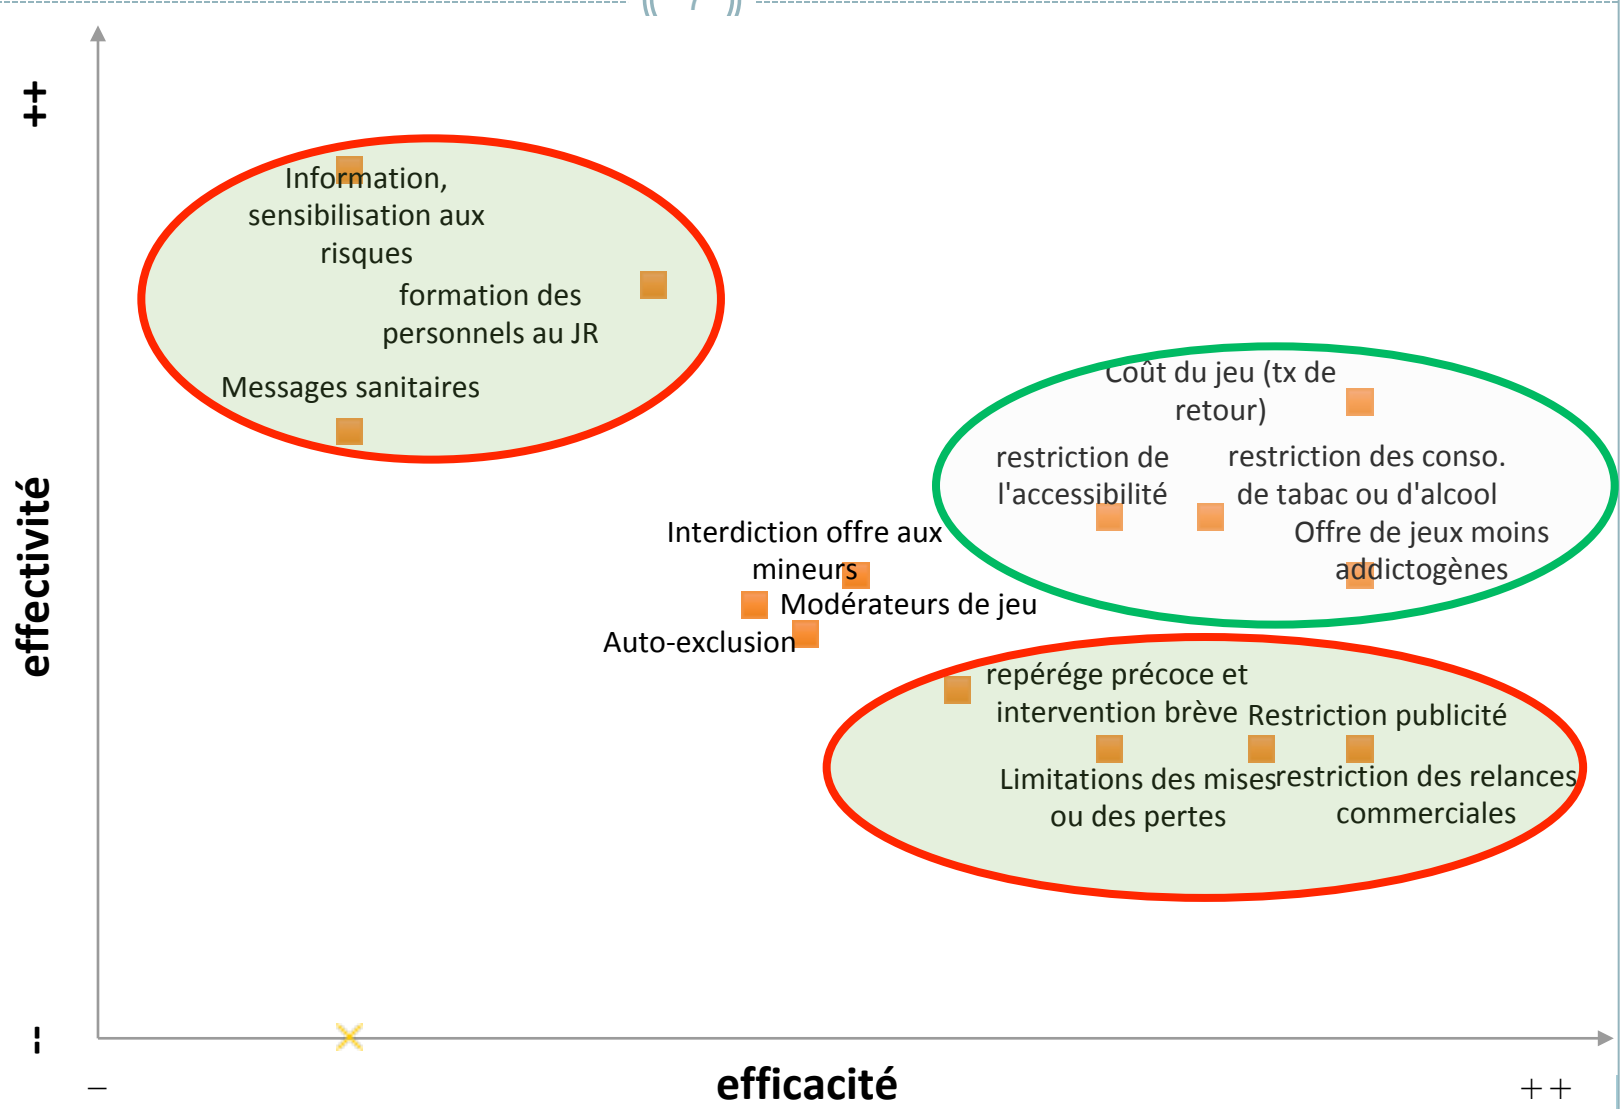 7
++
Information,
sensibilisation aux
risques
formation des
personnels au JR
Messages sanitaires
Coût du jeu (tx de
retour)
restriction de
l'accessibilité
restriction des conso.
de tabac ou d'alcool
Offre de jeux moins
addictogènes
Interdiction offre aux
mineurs
Modérateurs de jeu
Auto-exclusion
effectivité
repérége précoce et
intervention brève
Restriction publicité
Limitations des mises
ou des pertes
restriction des relances
commerciales
--
–
efficacité
++